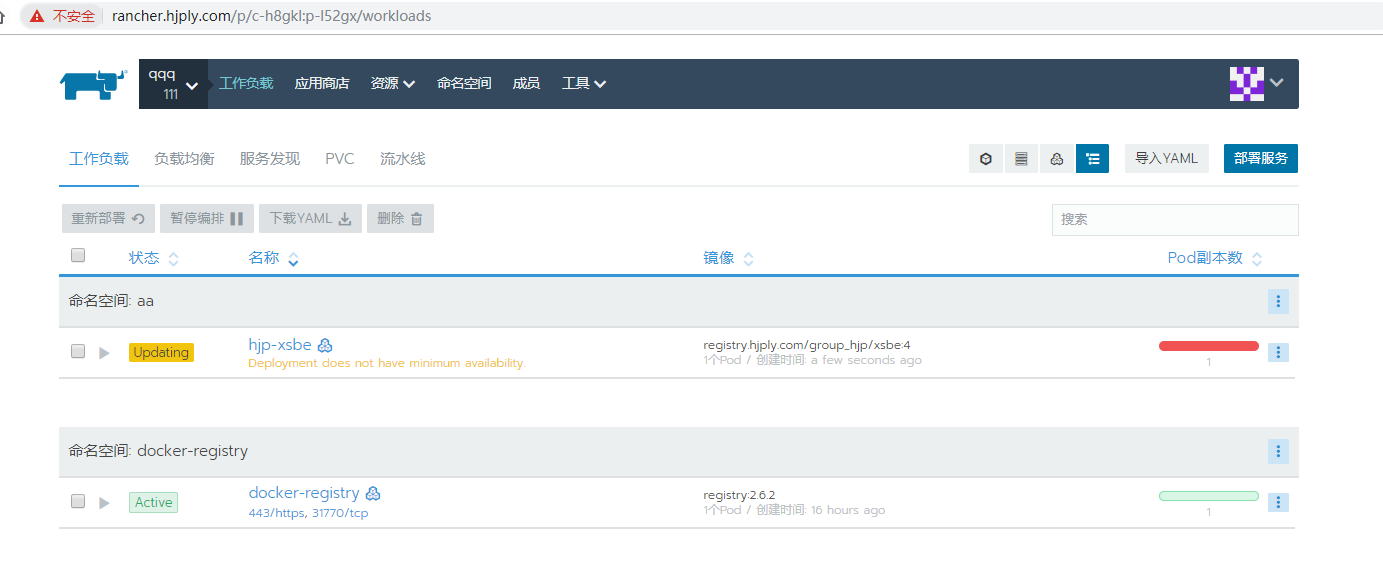 不安全 rancher.hjply.com/p/c-h8gkl:p-l52gx/workloads
qqq
111
工作负载 应用商店 资源 命名空间 成员 工具
工作负载 负载均衡 服务发现 PVC 流水线
导入YAML 部署服务
重新部署 暂停编排 下载YAML 删除 搜索
状态 名称 镜像 Pod副本数
命名空间: aa
Updating hjp-xsbe registry.hjply.com/group_hjp/xsbe:4
Deployment does not have minimum availability. 1个Pod / 创建时间: a few seconds ago 1
命名空间: docker-registry
Active docker-registry registry:2.6.2
443/https, 31770/tcp 1个Pod / 创建时间: 16 hours ago 1